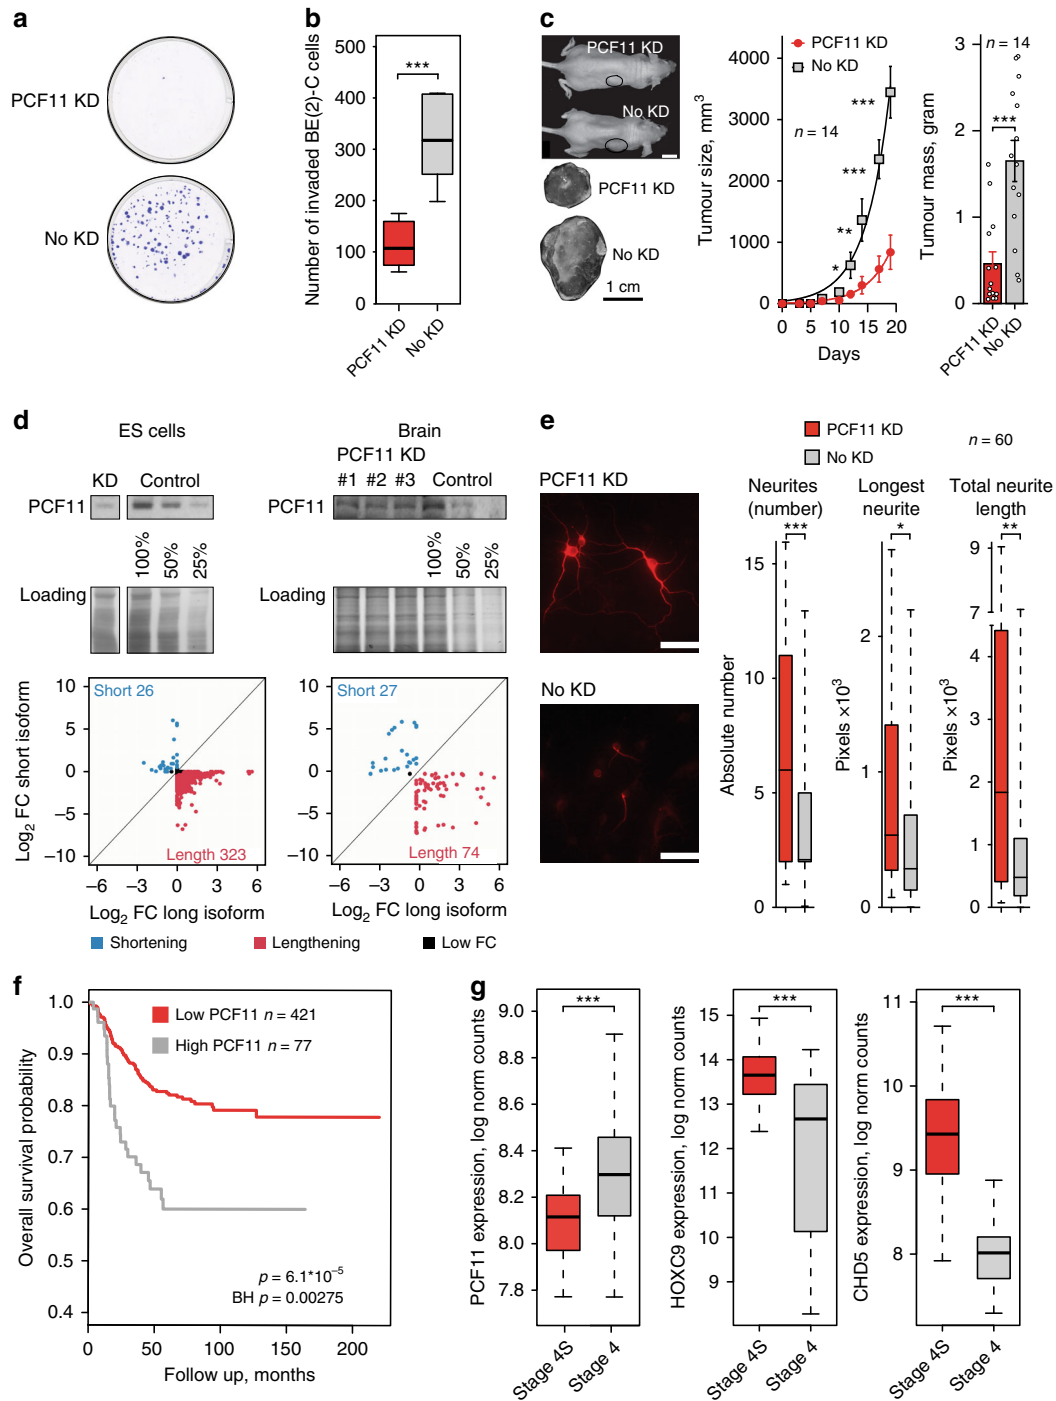 a
PCF11 KD
No KD
b
Number of invaded BE(2)-C cells
500
400
300
200
100
0
***
PCF11 KD
No KD
c
PCF11 KD
No KD
PCF11 KD
No KD
1 cm
PCF11 KD
No KD
n = 14
Tumour size, mm³
4000
3000
2000
1000
0
*
**
***
***
0 5 10 15 20
Days
Tumour mass, gram
3
2
1
0
n = 14
***
PCF11 KD
No KD
d
ES cells
KD Control
PCF11
100%
50%
25%
Loading
Brain
PCF11 KD
#1 #2 #3 Control
PCF11
100%
50%
25%
Loading
Log₂ FC short isoform
10
5
0
−5
−10
Short 26
Length 323
−6 −3 0 3 6
Log₂ FC long isoform
10
5
0
−5
−10
Short 27
Length 74
−6 −3 0 3 6
Log₂ FC long isoform
Shortening
Lengthening
Low FC
e
PCF11 KD
No KD
PCF11 KD
No KD
n = 60
Neurites
(number)
***
Absolute number
15
10
5
0
Longest
neurite
*
Pixels ×10³
2
1
0
Total neurite
length
**
Pixels ×10³
9
7
4
3
2
1
0
f
Overall survival probability
1.0
0.9
0.8
0.7
0.6
0.5
0.4
Low PCF11 n = 421
High PCF11 n = 77
p = 6.1*10⁻⁵
BH p = 0.00275
0 50 100 150 200
Follow up, months
g
PCF11 expression, log norm counts
9.0
8.8
8.6
8.4
8.2
8.0
7.8
***
Stage 4S
Stage 4
HOXC9 expression, log norm counts
15
14
13
12
11
10
9
***
Stage 4S
Stage 4
CHD5 expression, log norm counts
11
10
9
8
***
Stage 4S
Stage 4